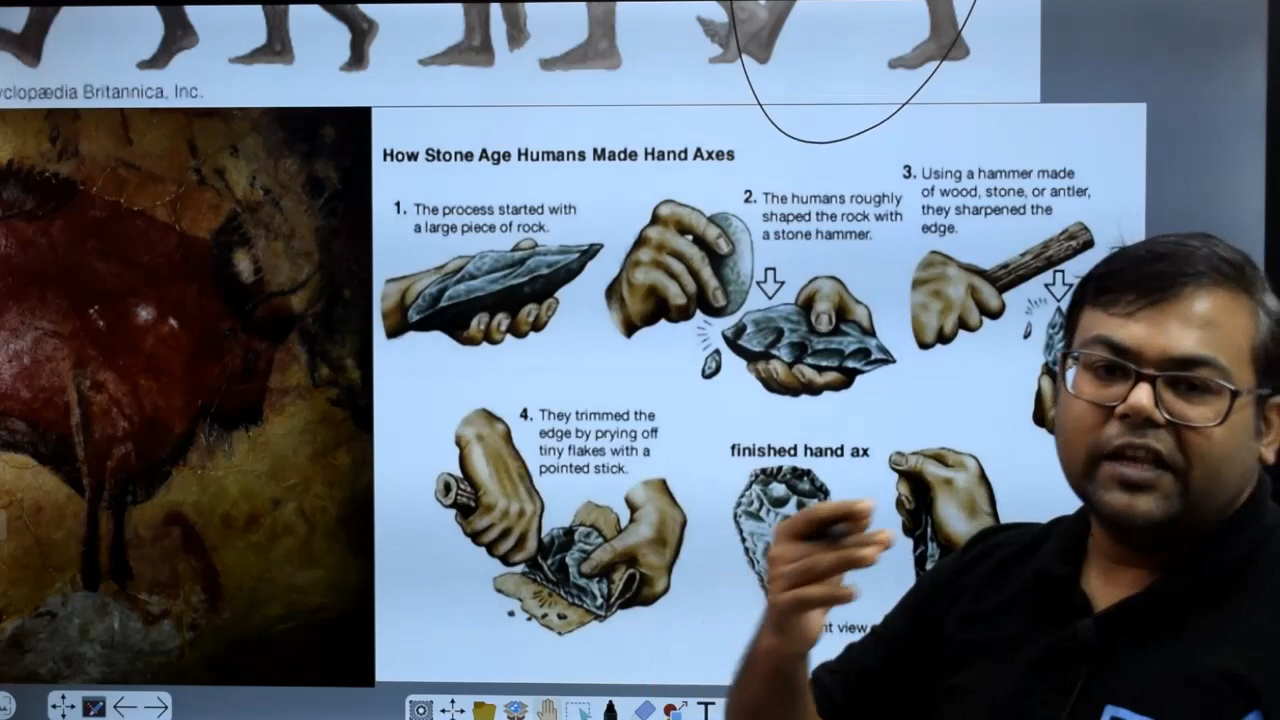 clopædia Britannica, Inc.
How Stone Age Humans Made Hand Axes
1. The process started with
a large piece of rock.
2. The humans roughly
shaped the rock with
a stone hammer.
3. Using a hammer made
of wood, stone, or antler,
they sharpened the
edge.
4. They trimmed the
edge by prying off
tiny flakes with a
pointed stick.
finished hand ax
nt view
T